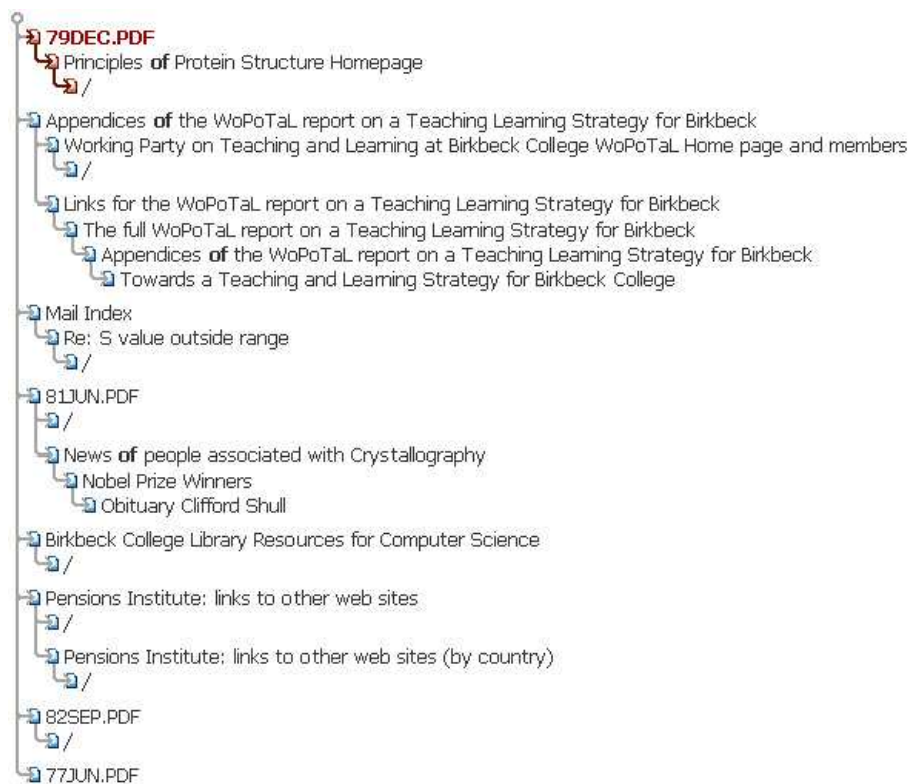 79DEC.PDF
Principles of Protein Structure Homepage
/
Appendices of the WoPoTaL report on a Teaching Learning Strategy for Birkbeck
Working Party on Teaching and Learning at Birkbeck College WoPoTaL Home page and members
/
Links for the WoPoTaL report on a Teaching Learning Strategy for Birkbeck
The full WoPoTaL report on a Teaching Learning Strategy for Birkbeck
Appendices of the WoPoTaL report on a Teaching Learning Strategy for Birkbeck
Towards a Teaching and Learning Strategy for Birkbeck College
Mail Index
Re: S value outside range
/
81JUN.PDF
/
News of people associated with Crystallography
Nobel Prize Winners
Obituary Clifford Shull
Birkbeck College Library Resources for Computer Science
/
Pensions Institute: links to other web sites
/
Pensions Institute: links to other web sites (by country)
/
82SEP.PDF
/
77JUN.PDF